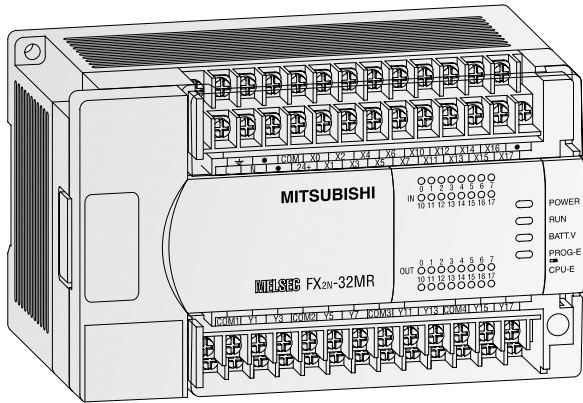 COM X0 X2 X4 X6 X10 X12 X14 X16
N 24+ X1 X3 X5 X7 X11 X13 X15 X17
MITSUBISHI
0 1 2 3 4 5 6 7
IN
10 11 12 13 14 15 16 17
POWER
RUN
BATT.V
PROG-E
CPU-E
MELSEC FX2N-32MR
0 1 2 3 4 5 6 7
OUT
10 11 12 13 14 15 16 17
COM1 Y1 Y3 COM2 Y5 Y7 COM3 Y11 Y13 COM4 Y15 Y17